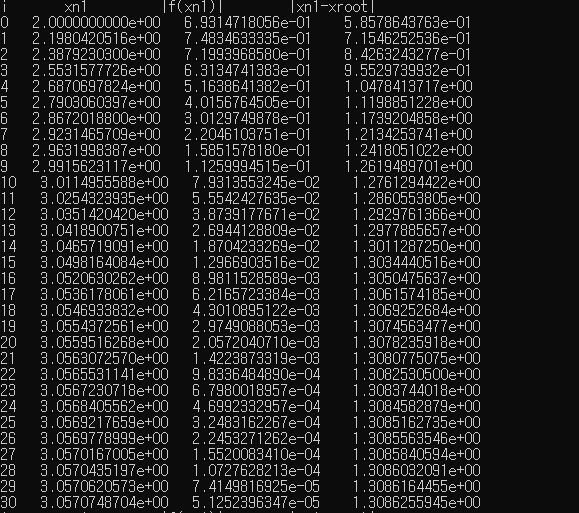 i xn1 |f(xn1)| |xn1-xroot|
0 2.0000000000e+00 6.9314718056e-01 5.8578643763e-01
1 2.1980420516e+00 7.4834633335e-01 7.1546252536e-01
2 2.3879230300e+00 7.1993968580e-01 8.4263243277e-01
3 2.5531577726e+00 6.3134741383e-01 9.5529739932e-01
4 2.6870697824e+00 5.1638641382e-01 1.0478413717e+00
5 2.7903060397e+00 4.0156764505e-01 1.1198851228e+00
6 2.8672018800e+00 3.0129749878e-01 1.1739204858e+00
7 2.9231465709e+00 2.2046103751e-01 1.2134253741e+00
8 2.9631998387e+00 1.5851578180e-01 1.2418051022e+00
9 2.9915623117e+00 1.1259994515e-01 1.2619489701e+00
10 3.0114955588e+00 7.9313553245e-02 1.2761294422e+00
11 3.0254323935e+00 5.5542427635e-02 1.2860553805e+00
12 3.0351420420e+00 3.8739177671e-02 1.2929761366e+00
13 3.0418900751e+00 2.6944128809e-02 1.2977885657e+00
14 3.0465719091e+00 1.8704233269e-02 1.3011287250e+00
15 3.0498164084e+00 1.2966903516e-02 1.3034440516e+00
16 3.0520630262e+00 8.9811528589e-03 1.3050475637e+00
17 3.0536178061e+00 6.2165723384e-03 1.3061574185e+00
18 3.0546933832e+00 4.3010895122e-03 1.3069252684e+00
19 3.0554372561e+00 2.9749088053e-03 1.3074563477e+00
20 3.0559516268e+00 2.0572040710e-03 1.3078235918e+00
21 3.0563072570e+00 1.4223873319e-03 1.3080775075e+00
22 3.0565531141e+00 9.8336484890e-04 1.3082530500e+00
23 3.0567230718e+00 6.7980018957e-04 1.3083744018e+00
24 3.0568405562e+00 4.6992332957e-04 1.3084582879e+00
25 3.0569217659e+00 3.2483162267e-04 1.3085162735e+00
26 3.0569778999e+00 2.2453271262e-04 1.3085563546e+00
27 3.0570167005e+00 1.5520083410e-04 1.3085840594e+00
28 3.0570435197e+00 1.0727628213e-04 1.3086032091e+00
29 3.0570620573e+00 7.4149816925e-05 1.3086164455e+00
30 3.0570748704e+00 5.1252396347e-05 1.3086255945e+00